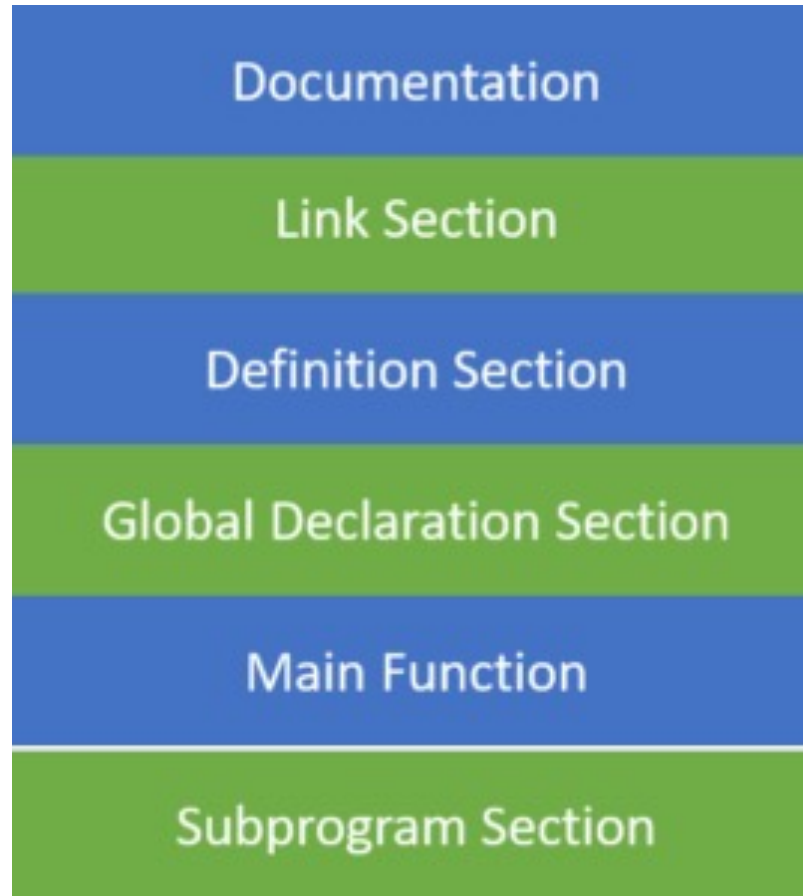 Documentation
Link Section
Definition Section
Global Declaration Section
Main Function
Subprogram Section